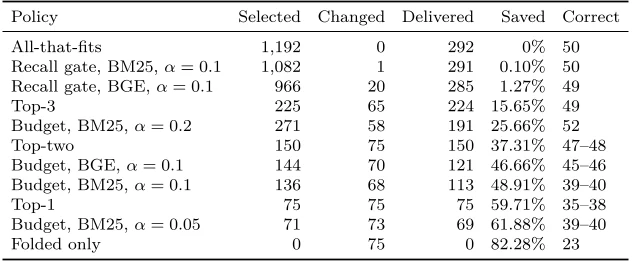 Policy Selected Changed Delivered Saved Correct
All-that-fits 1,192 0 292 0% 50
Recall gate, BM25, α = 0.1 1,082 1 291 0.10% 50
Recall gate, BGE, α = 0.1 966 20 285 1.27% 49
Top-3 225 65 224 15.65% 49
Budget, BM25, α = 0.2 271 58 191 25.66% 52
Top-two 150 75 150 37.31% 47–48
Budget, BGE, α = 0.1 144 70 121 46.66% 45–46
Budget, BM25, α = 0.1 136 68 113 48.91% 39–40
Top-1 75 75 75 59.71% 35–38
Budget, BM25, α = 0.05 71 73 69 61.88% 39–40
Folded only 0 75 0 82.28% 23